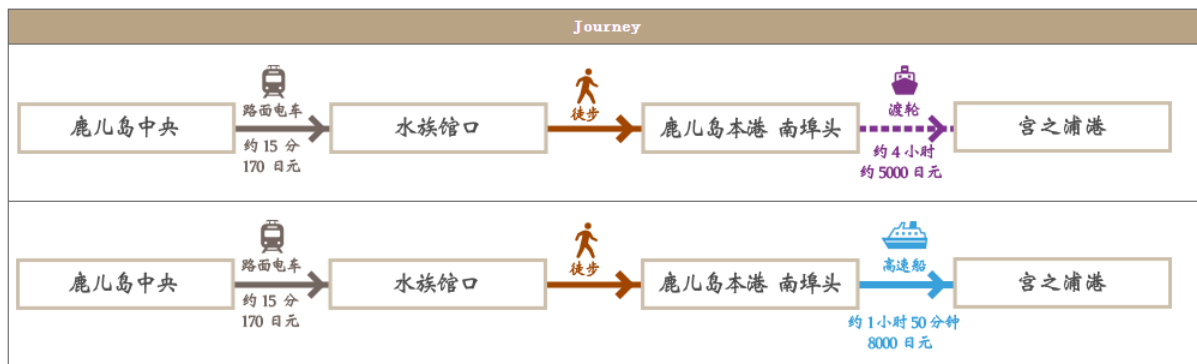 Journey
路面电车
徒步
渡轮
鹿儿岛中央
水族馆口
鹿儿岛本港 南埠头
宫之浦港
约 15 分
170 日元
约 4 小时
约 5000 日元
路面电车
徒步
高速船
鹿儿岛中央
水族馆口
鹿儿岛本港 南埠头
宫之浦港
约 15 分
170 日元
约 1 小时 50 分钟
8000 日元